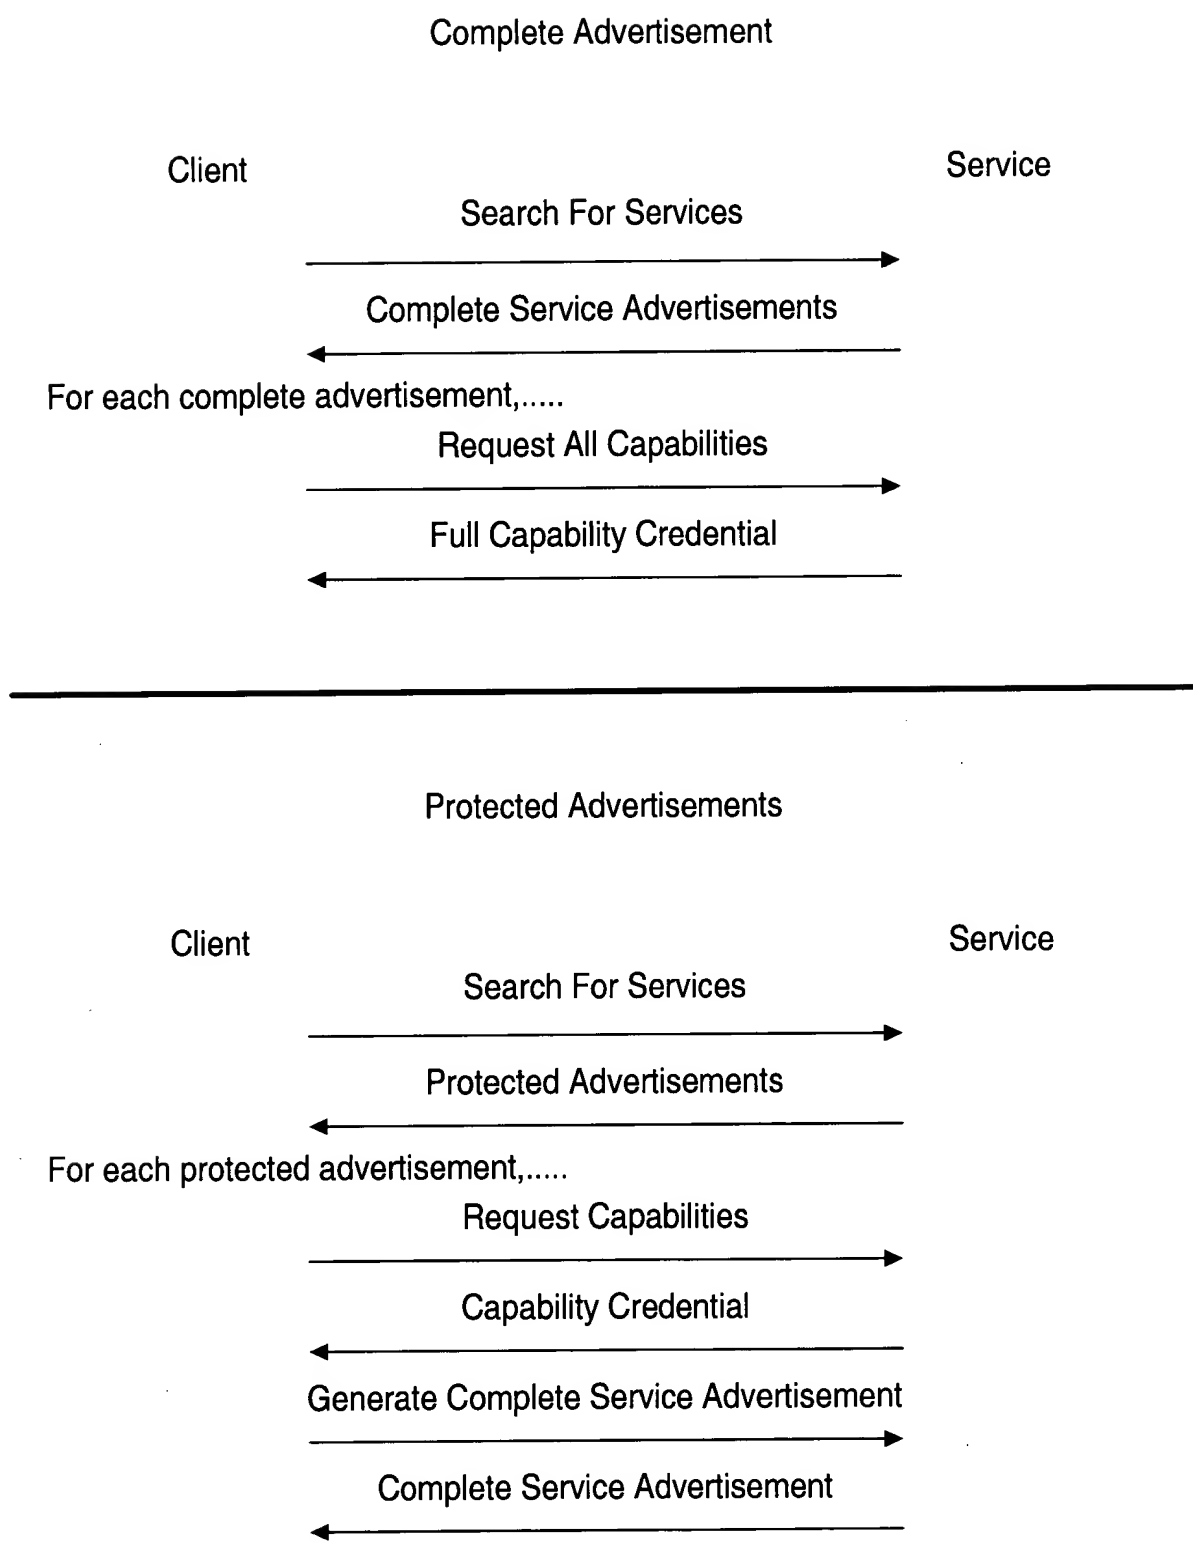 Complete Advertisement
Client
Service
Search For Services
Complete Service Advertisements
For each complete advertisement,.....
Request All Capabilities
Full Capability Credential
Protected Advertisements
Client
Service
Search For Services
Protected Advertisements
For each protected advertisement,.....
Request Capabilities
Capability Credential
Generate Complete Service Advertisement
Complete Service Advertisement